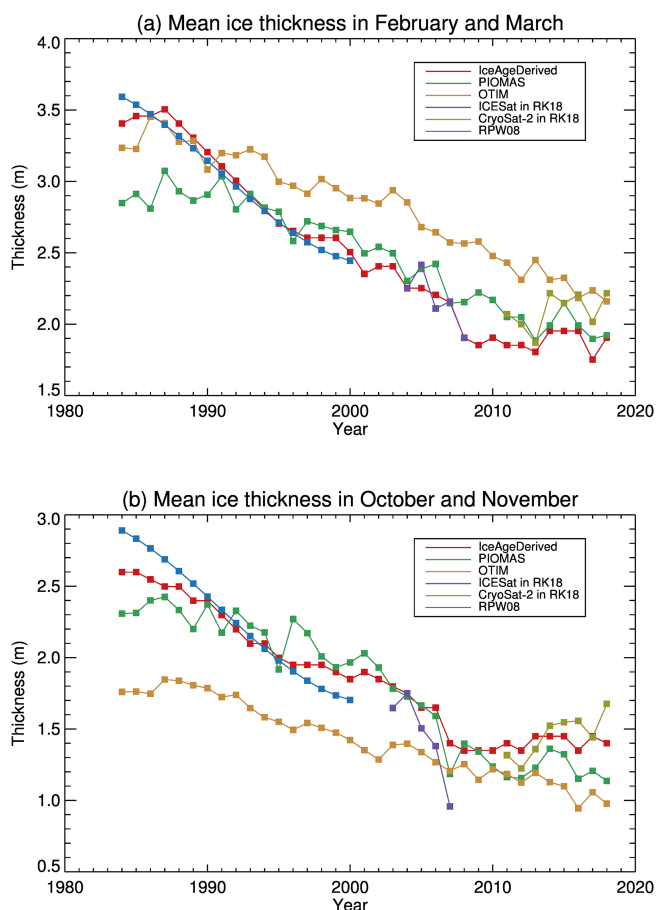 (a) Mean ice thickness in February and March
4.0
3.5
3.0
2.5
2.0
1.5
Thickness (m)
IceAgeDerived
PIOMAS
OTIM
ICESat in RK18
CryoSat-2 in RK18
RPW08
1980
1990
2000
2010
2020
Year
(b) Mean ice thickness in October and November
3.0
2.5
2.0
1.5
1.0
0.5
Thickness (m)
IceAgeDerived
PIOMAS
OTIM
ICESat in RK18
CryoSat-2 in RK18
RPW08
1980
1990
2000
2010
2020
Year